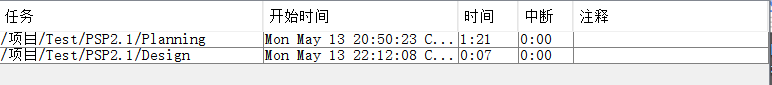 任务 开始时间 时间 中断 注释
/项目/Test/PSP2.1/Planning Mon May 13 20:50:23 C... 1:21 0:00
/项目/Test/PSP2.1/Design Mon May 13 22:12:08 C... 0:07 0:00